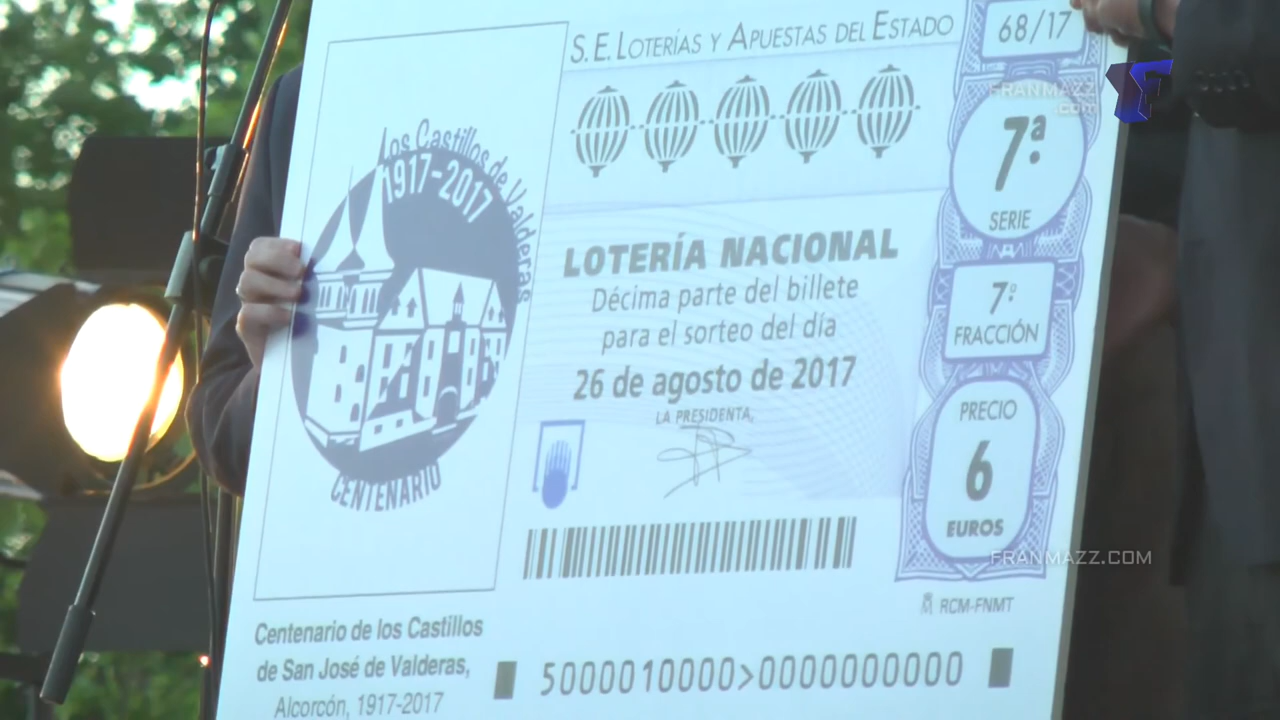 Los Castillos de Valderas
1917-2017
CENTENARIO
Centenario de los Castillos
de San José de Valderas,
Alcorcón, 1917-2017
S.E. LOTERÍAS Y APUESTAS DEL ESTADO
LOTERÍA NACIONAL
Décima parte del billete
para el sorteo del día
26 de agosto de 2017
LA PRESIDENTA,
68/17
7ª
SERIE
7ª
FRACCIÓN
PRECIO
6
EUROS
RCM-FNMT
5000010000>0000000000
FRANMAZZ
.com
FRANMAZZ.COM